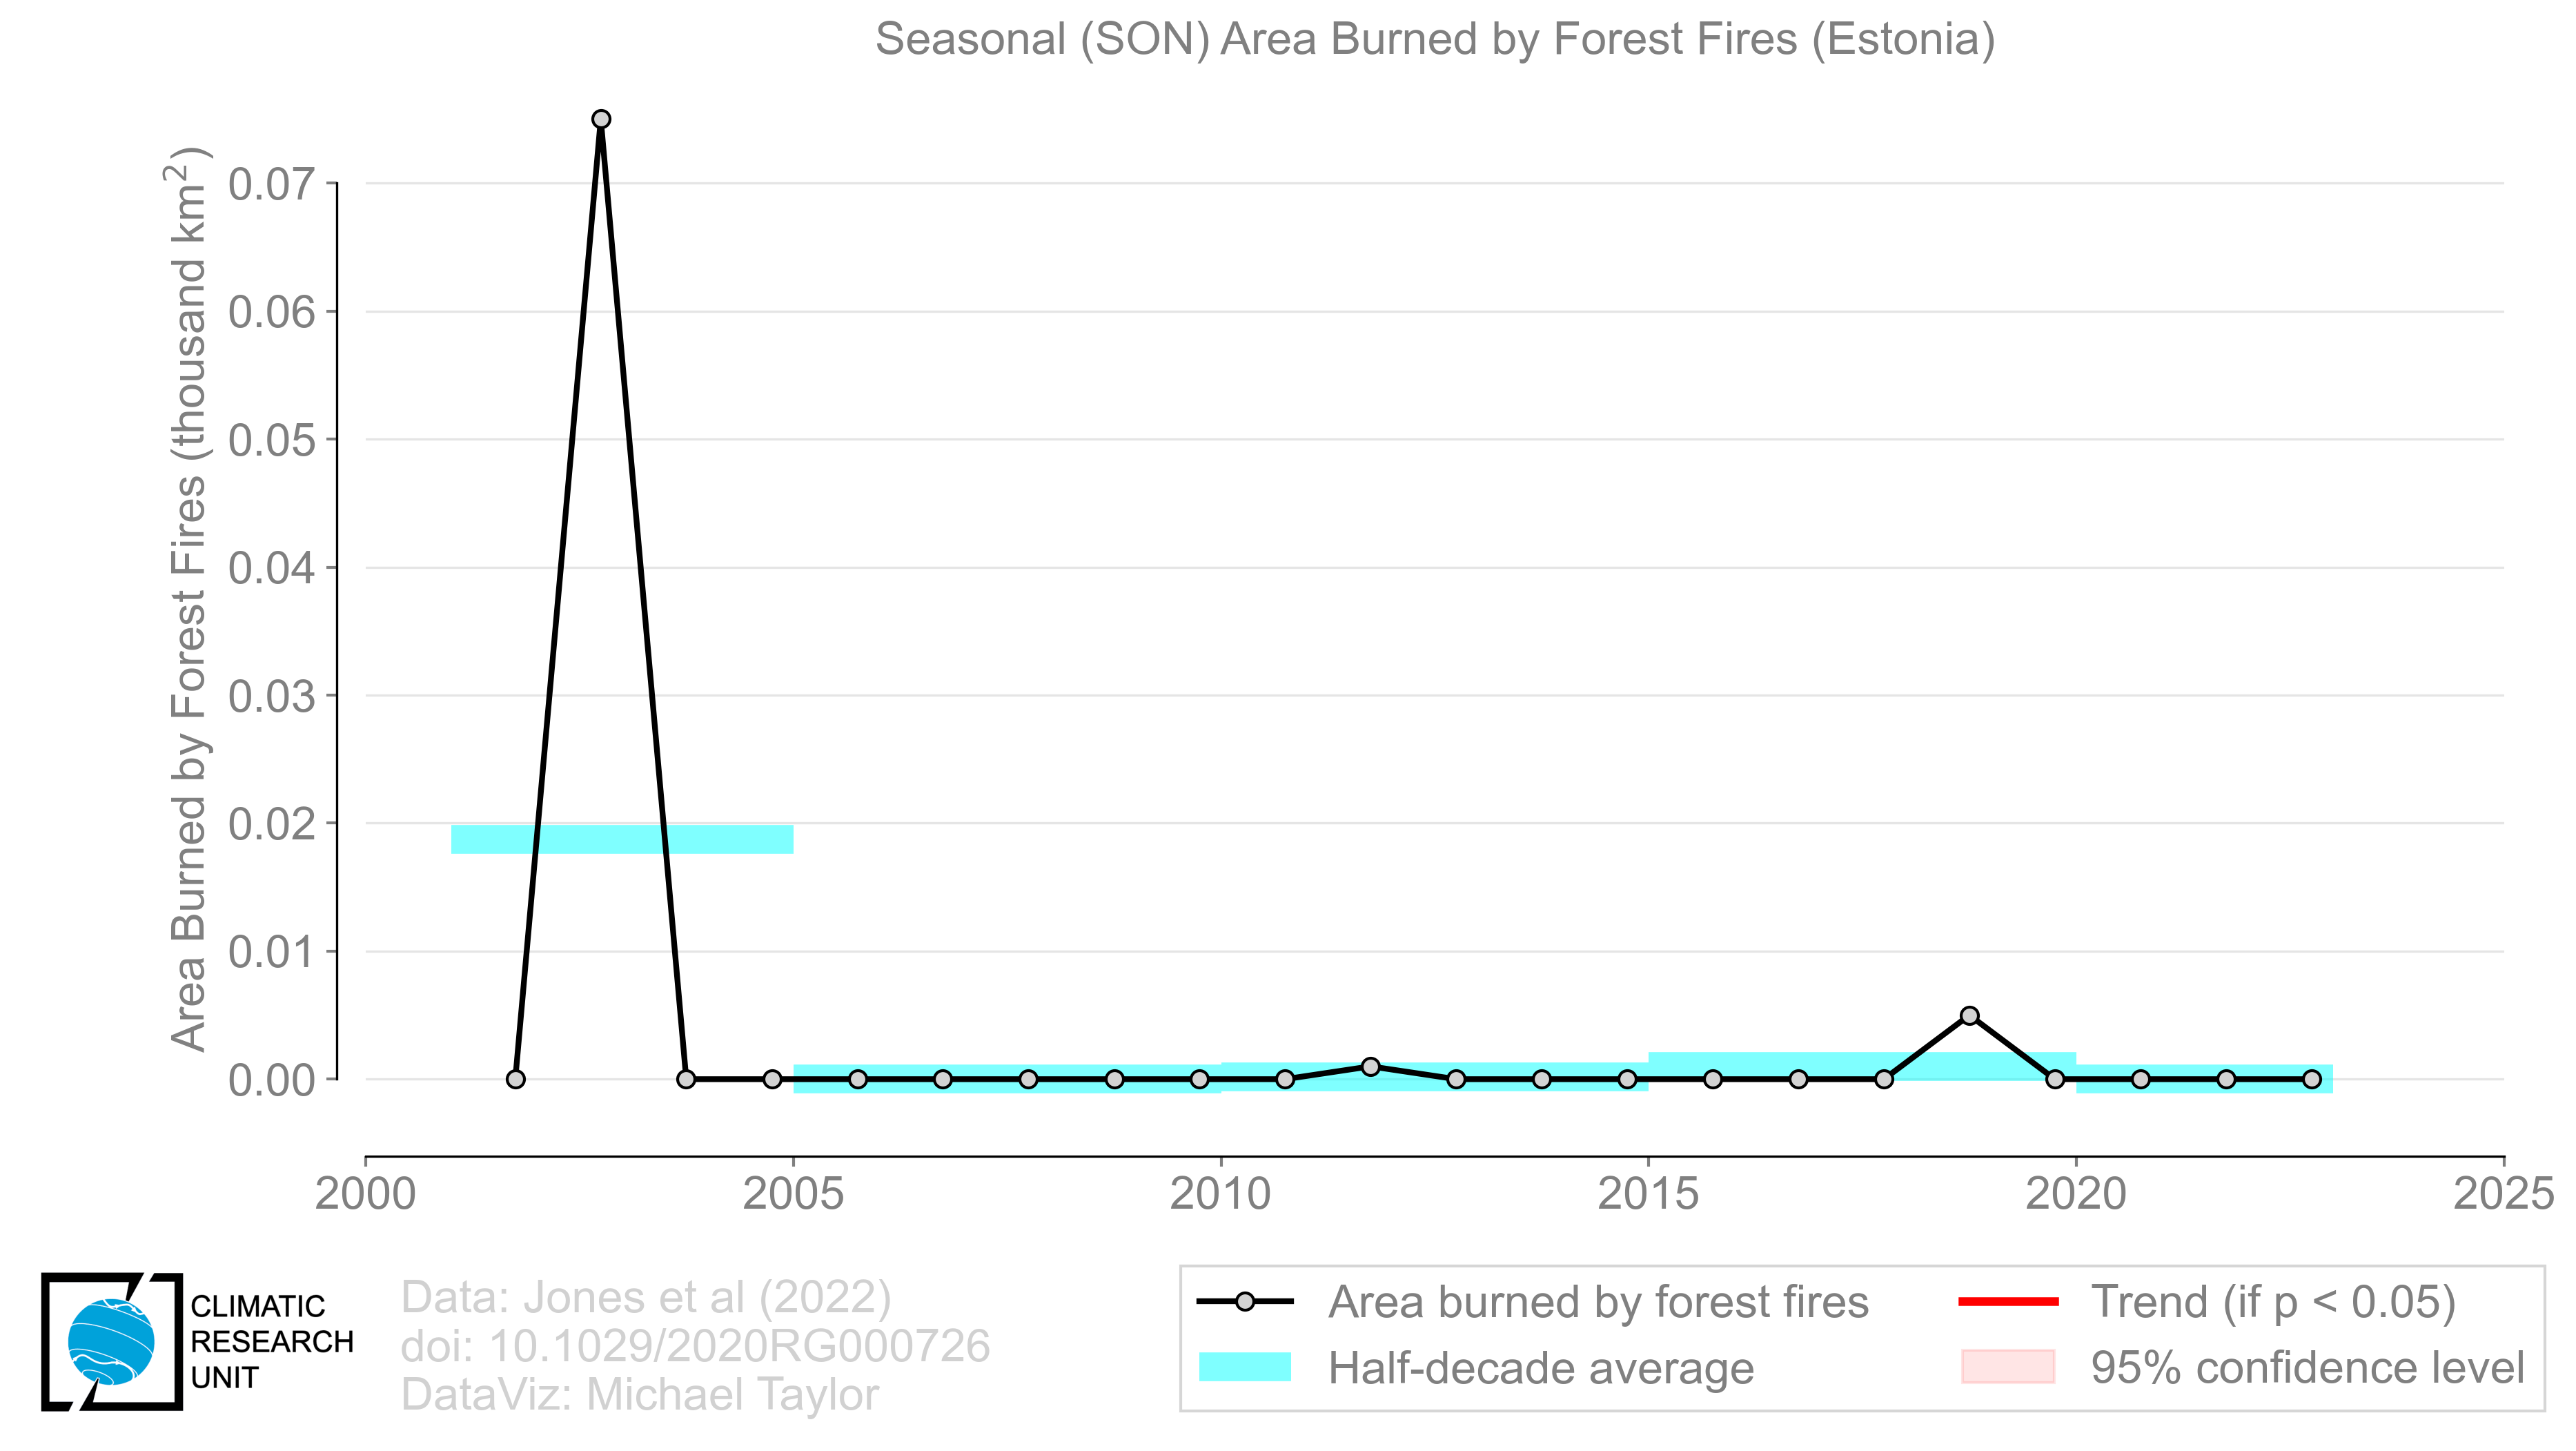 Seasonal (SON) Area Burned by Forest Fires (Estonia)
Area Burned by Forest Fires (thousand km²)
0.07
0.06
0.05
0.04
0.03
0.02
0.01
0.00
2000 2005 2010 2015 2020 2025
CLIMATIC
RESEARCH
UNIT
Data: Jones et al (2022)
doi: 10.1029/2020RG000726
DataViz: Michael Taylor
Area burned by forest fires
Half-decade average
Trend (if p < 0.05)
95% confidence level